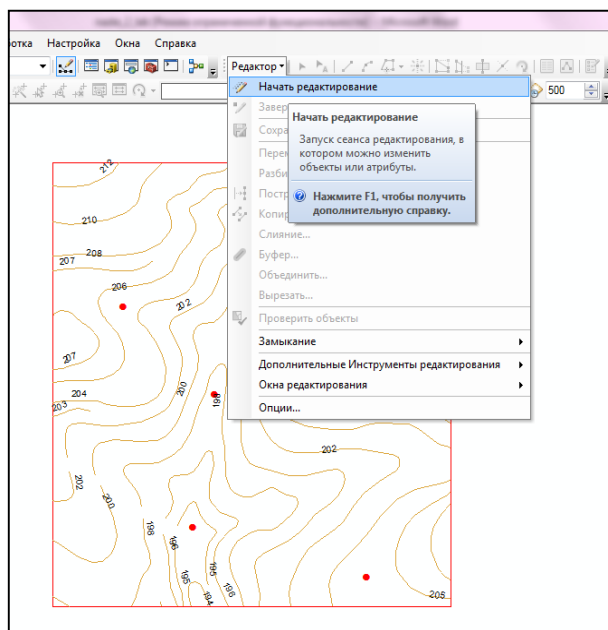 Настройка Окна Справка
Редактор
500
Начать редактирование
Начать редактирование
Запуск сеанса редактирования, в
котором можно изменить
объекты или атрибуты.
Нажмите F1, чтобы получить
дополнительную справку.
Слияние...
Буфер...
Объединить...
Вырезать...
Проверить объекты
Замыкание
Дополнительные Инструменты редактирования
Окна редактирования
Опции...
212
210
208
207
206
202
207
204
203
200
199
202
202
200
198
196
195
195
194
196
205